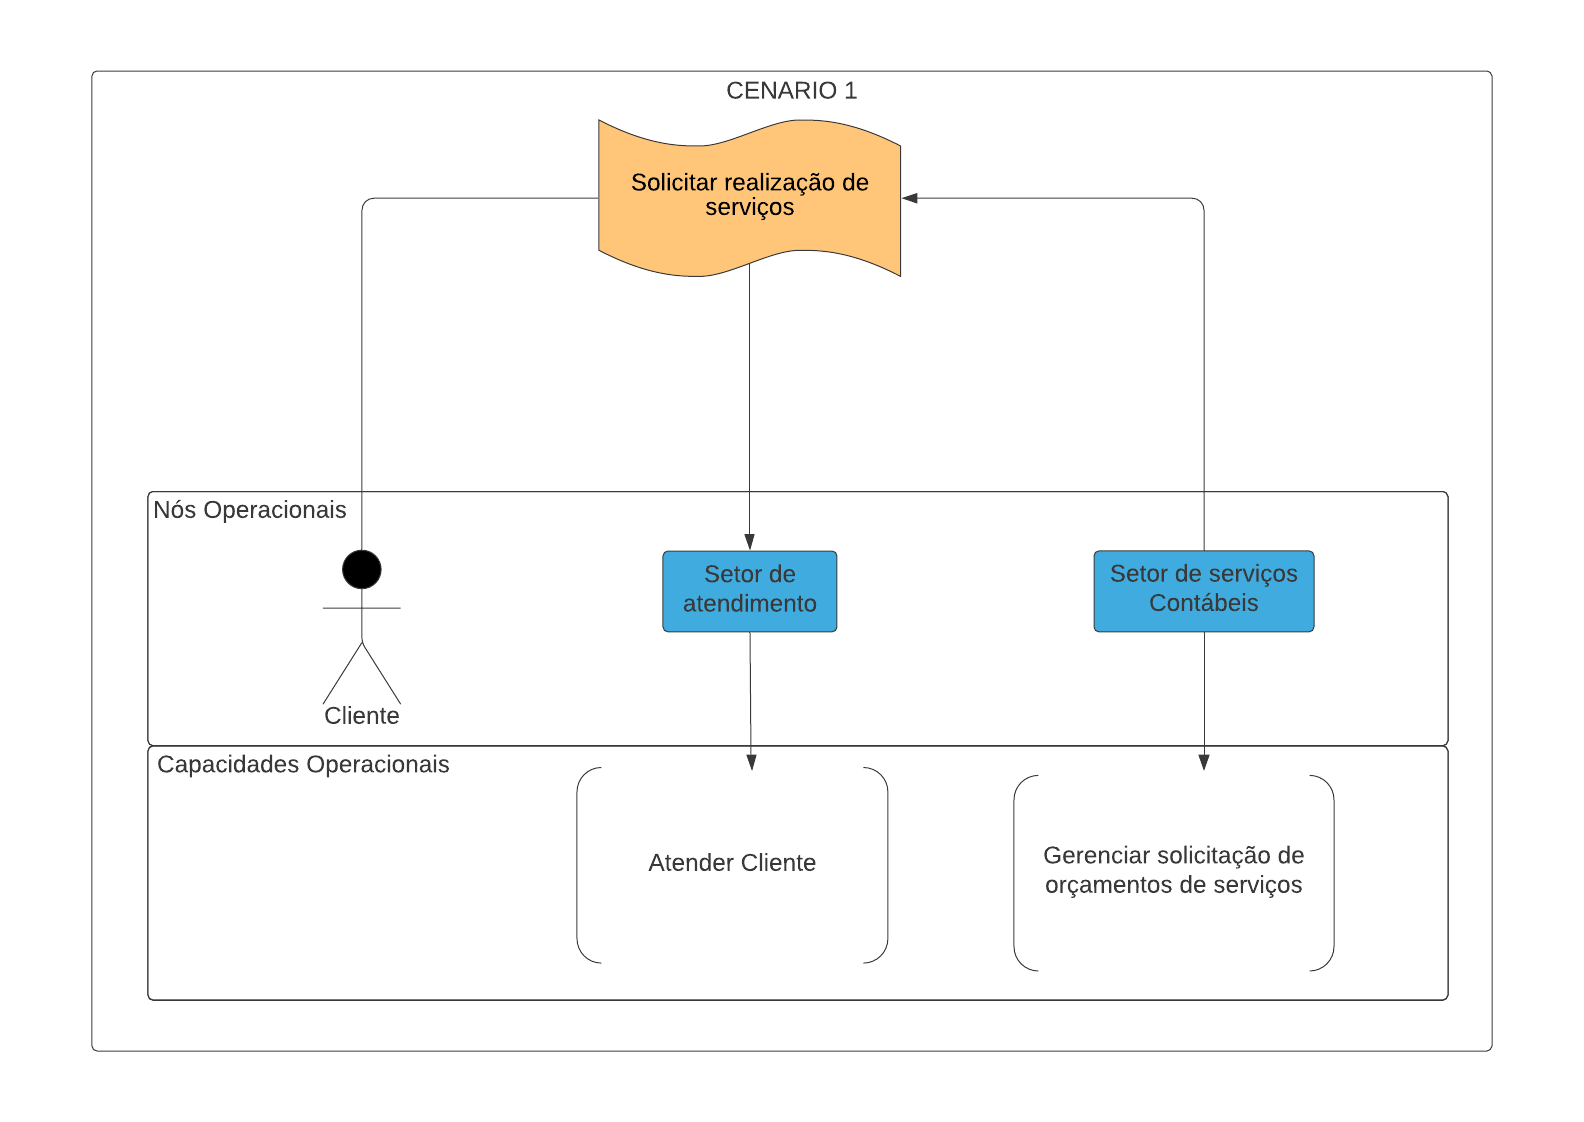 CENARIO 1
Solicitar realização de
serviços
Nós Operacionais
Setor de
atendimento
Setor de serviços
Contábeis
Cliente
Capacidades Operacionais
Atender Cliente
Gerenciar solicitação de
orçamentos de serviços